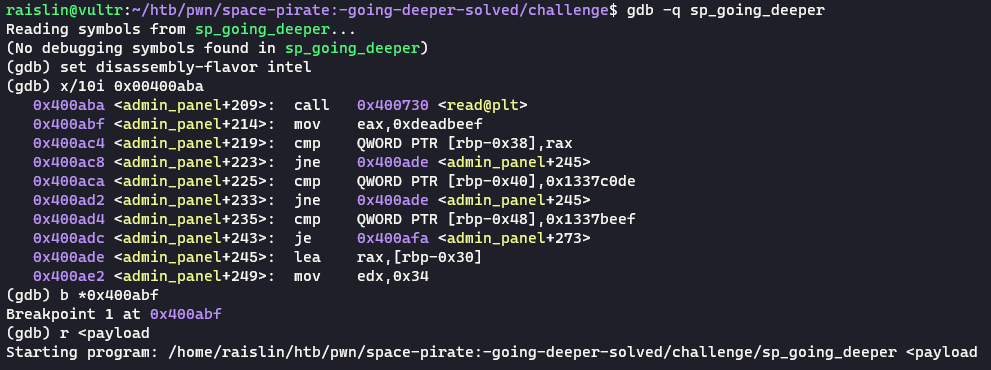 raislin@vultr:~/htb/pwn/space-pirate:-going-deeper-solved/challenge$ gdb -q sp_going_deeper
Reading symbols from sp_going_deeper...
(No debugging symbols found in sp_going_deeper)
(gdb) set disassembly-flavor intel
(gdb) x/10i 0x00400aba
   0x400aba <admin_panel+209>:  call   0x400730 <read@plt>
   0x400abf <admin_panel+214>:  mov    eax,0xdeadbeef
   0x400ac4 <admin_panel+219>:  cmp    QWORD PTR [rbp-0x38],rax
   0x400ac8 <admin_panel+223>:  jne    0x400ade <admin_panel+245>
   0x400aca <admin_panel+225>:  cmp    QWORD PTR [rbp-0x40],0x1337c0de
   0x400ad2 <admin_panel+233>:  jne    0x400ade <admin_panel+245>
   0x400ad4 <admin_panel+235>:  cmp    QWORD PTR [rbp-0x48],0x1337beef
   0x400adc <admin_panel+243>:  je     0x400afa <admin_panel+273>
   0x400ade <admin_panel+245>:  lea    rax,[rbp-0x30]
   0x400ae2 <admin_panel+249>:  mov    edx,0x34
(gdb) b *0x400abf
Breakpoint 1 at 0x400abf
(gdb) r <payload
Starting program: /home/raislin/htb/pwn/space-pirate:-going-deeper-solved/challenge/sp_going_deeper <payload